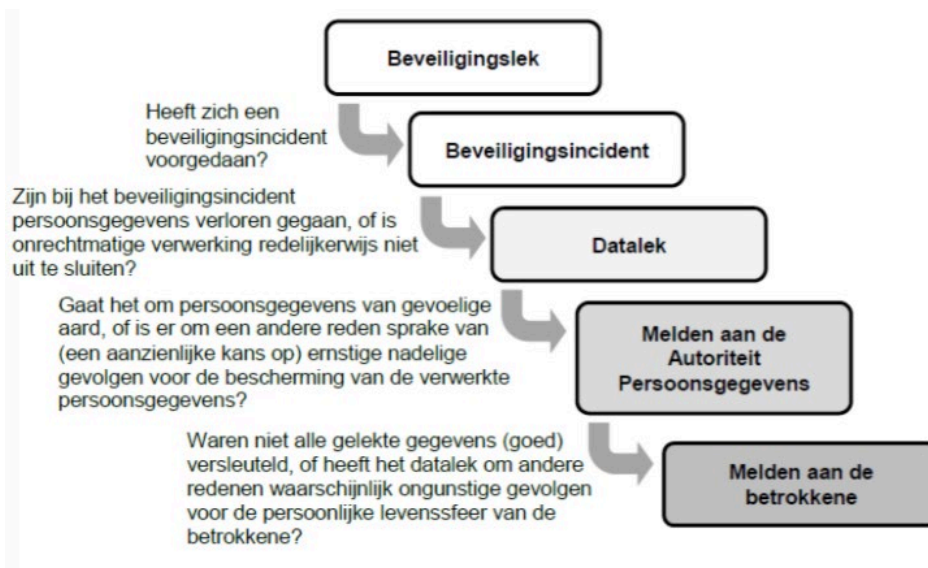 Beveiligingslek
Heeft zich een
beveiligingsincident
voorgedaan?
Beveiligingsincident
Zijn bij het beveiligingsincident
persoonsgegevens verloren gegaan, of is
onrechtmatige verwerking redelijkerwijs niet
uit te sluiten?
Datalek
Gaat het om persoonsgegevens van gevoelige
aard, of is er om een andere reden sprake van
(een aanzienlijke kans op) ernstige nadelige
gevolgen voor de bescherming van de verwerkte
persoonsgegevens?
Melden aan de
Autoriteit
Persoonsgegevens
Waren niet alle gelekte gegevens (goed)
versleuteld, of heeft het datalek om andere
redenen waarschijnlijk ongunstige gevolgen
voor de persoonlijke levenssfeer van de
betrokkene?
Melden aan de
betrokkene